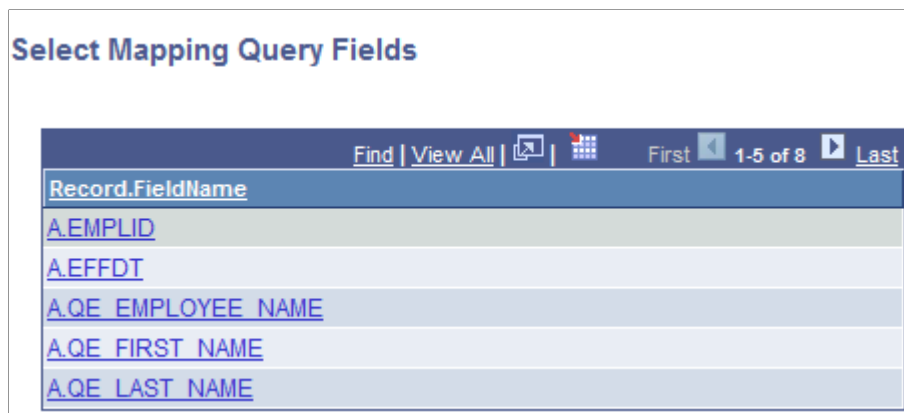 Select Mapping Query Fields
Find | View All | | First 1-5 of 8 Last
Record.FieldName
A.EMPLID
A.EFFDT
A.QE_EMPLOYEE_NAME
A.QE_FIRST_NAME
A.QE_LAST_NAME